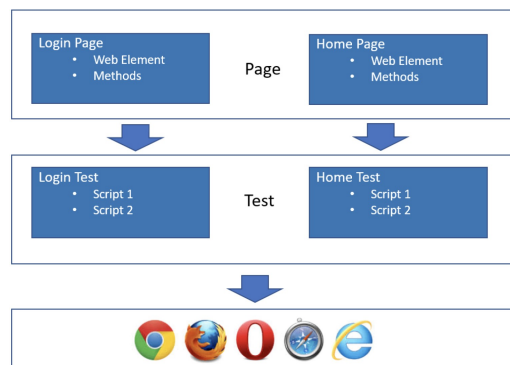 Login Page
• Web Element
• Methods
Page
Home Page
• Web Element
• Methods
Login Test
• Script 1
• Script 2
Test
Home Test
• Script 1
• Script 2